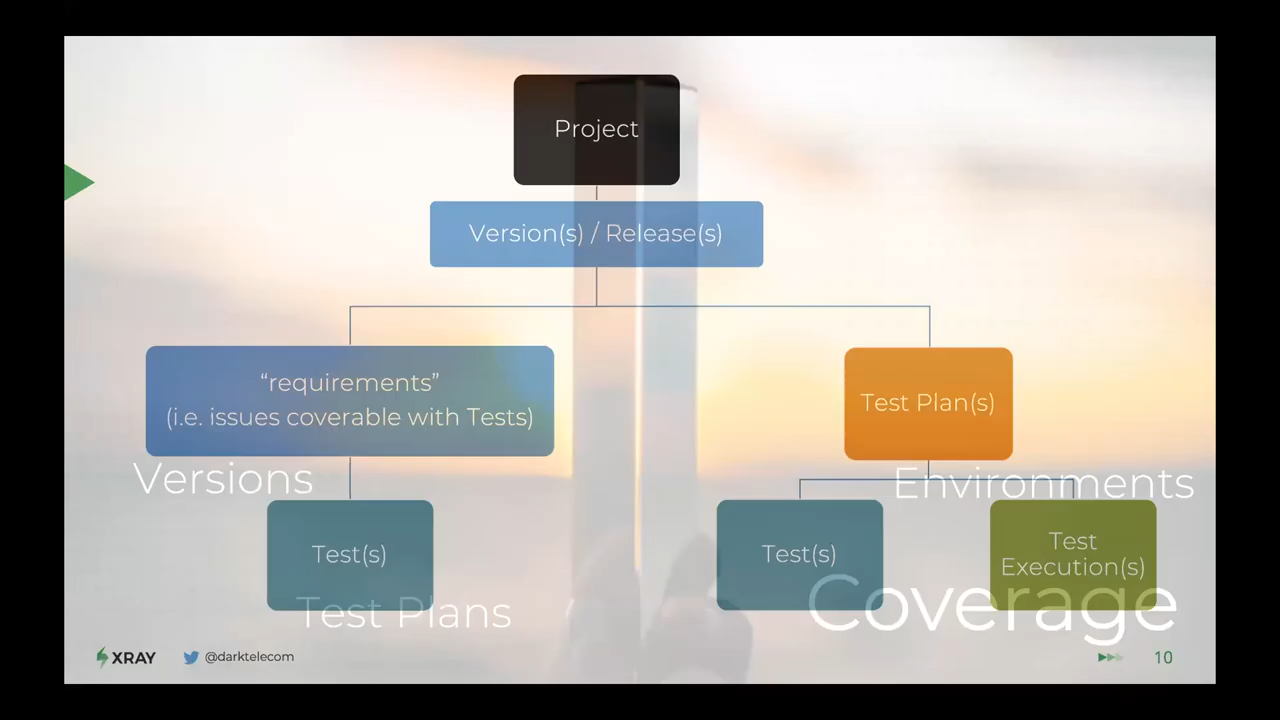 Project
Version(s) / Release(s)
“requirements”
(i.e. issues coverable with Tests)
Test Plan(s)
Versions
Environments
Test(s)
Test(s)
Test
Execution(s)
Test Plans
Coverage
XRAY
@darktelecom
10